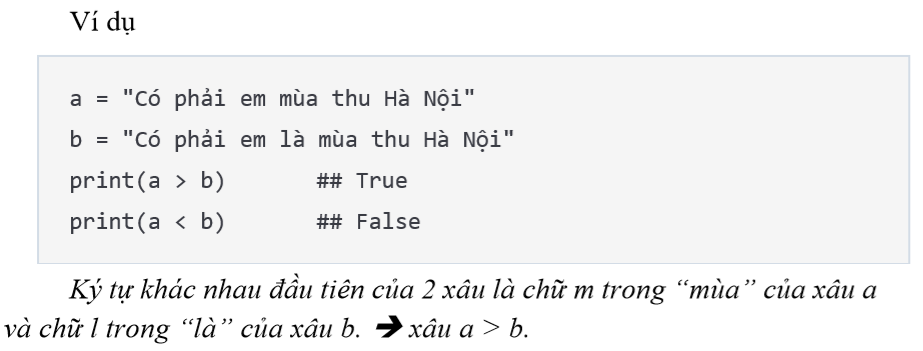 Ví dụ
a = "Có phải em mùa thu Hà Nội"
b = "Có phải em là mùa thu Hà Nội"
print(a > b)       ## True
print(a < b)       ## False
Ký tự khác nhau đầu tiên của 2 xâu là chữ m trong “mùa” của xâu a
và chữ l trong “là” của xâu b. ➔ xâu a > b.